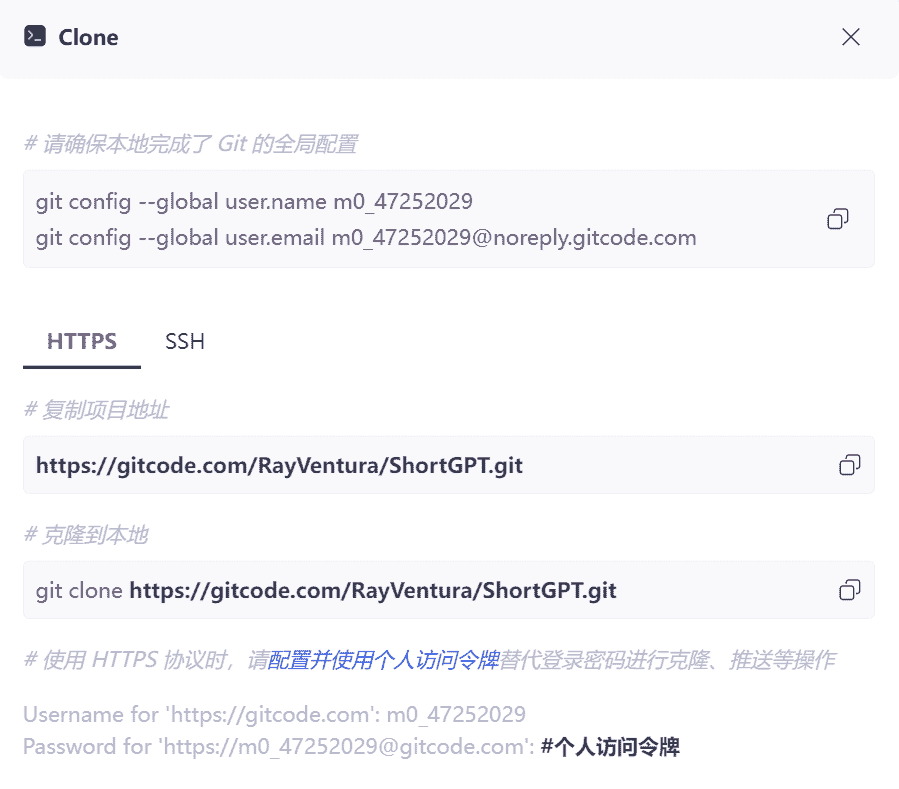 Clone
# 请确保本地完成了 Git 的全局配置
git config --global user.name m0_47252029
git config --global user.email m0_47252029@noreply.gitcode.com
HTTPS SSH
# 复制项目地址
https://gitcode.com/RayVentura/ShortGPT.git
# 克隆到本地
git clone https://gitcode.com/RayVentura/ShortGPT.git
# 使用 HTTPS 协议时，请配置并使用个人访问令牌替代登录密码进行克隆、推送等操作
Username for 'https://gitcode.com': m0_47252029
Password for 'https://m0_47252029@gitcode.com': #个人访问令牌